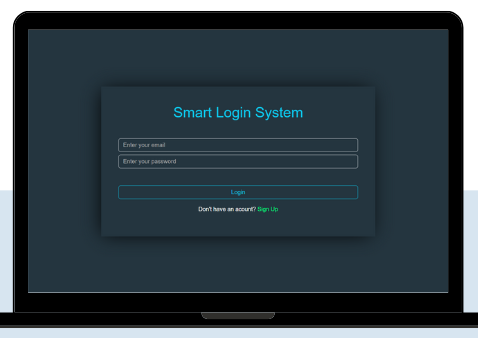 Smart Login System
Enter your email
Enter your password
Login
Don't have an acount? Sign Up